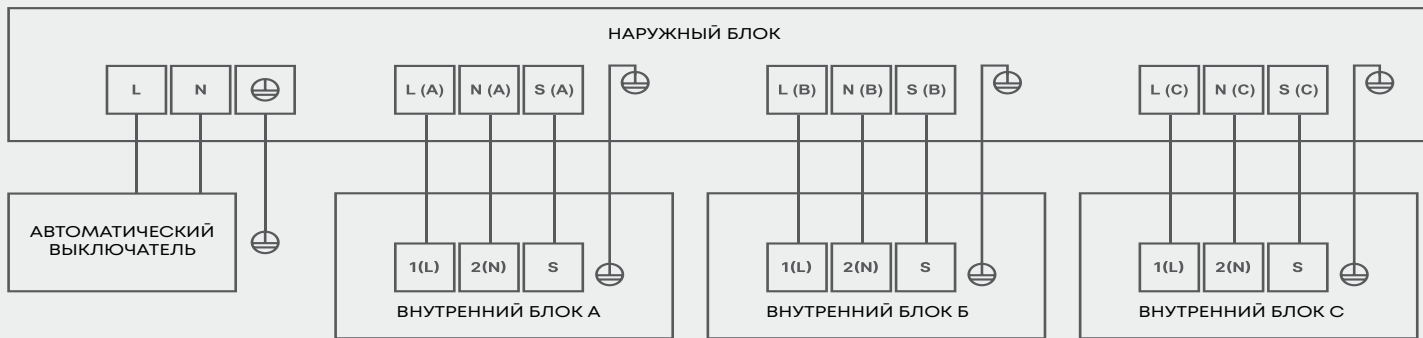 НАРУЖНЫЙ БЛОК
L N L (A) N (A) S (A) L (B) N (B) S (B) L (C) N (C) S (C)
АВТОМАТИЧЕСКИЙ
ВЫКЛЮЧАТЕЛЬ
1(L) 2(N) S 1(L) 2(N) S 1(L) 2(N) S
ВНУТРЕННИЙ БЛОК А ВНУТРЕННИЙ БЛОК Б ВНУТРЕННИЙ БЛОК С